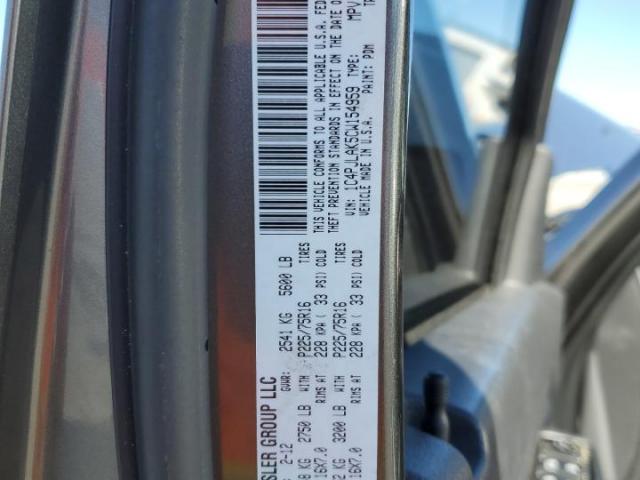 SLER GROUP LLC
2-12 GVWR: 2541 KG 5600 LB
KG 2750 LB WITH P225/75R16 TIRES
16X7.0 RIMS AT 228 KPA ( 33 PSI) COLD
KG 3200 LB WITH P225/75R16 TIRES
16X7.0 RIMS AT 228 KPA ( 33 PSI) COLD
THIS VEHICLE CONFORMS TO ALL APPLICABLE U.S.A. FED
THEFT PREVENTION STANDARDS IN EFFECT ON THE DATE O
VIN: 1C4PJLAK5CW154959 TYPE: MPV
VEHICLE MADE IN U.S.A. PAINT: PDM